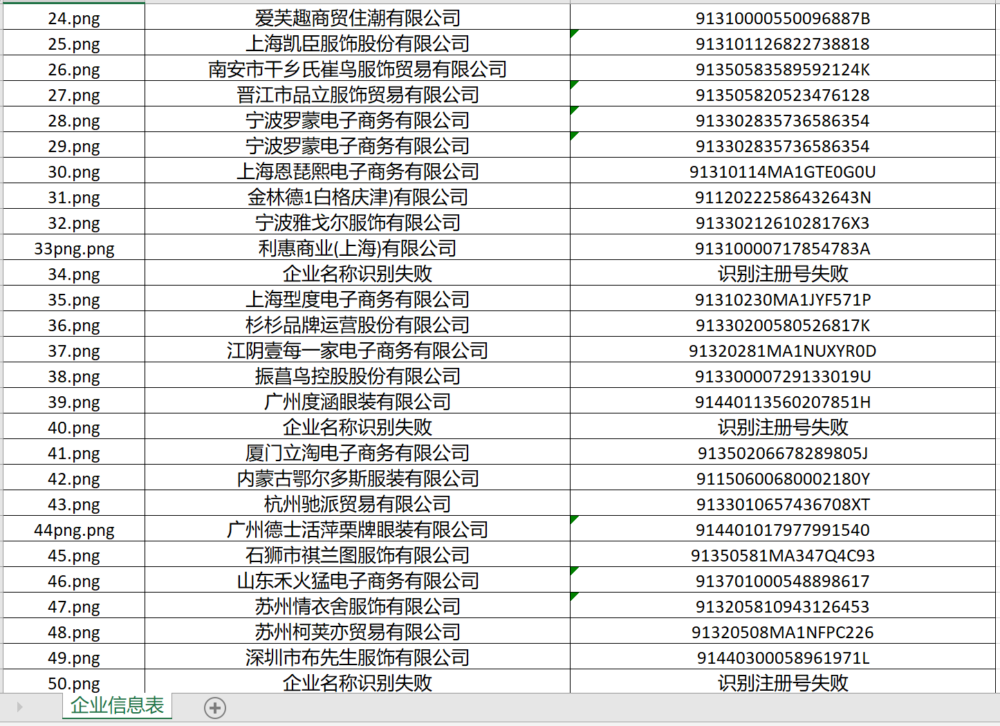 24.png 爱芙趣商贸住潮有限公司 91310000550096887B
25.png 上海凯臣服饰股份有限公司 913101126822738818
26.png 南安市干乡氏崔鸟服饰贸易有限公司 91350583589592124K
27.png 晋江市品立服饰贸易有限公司 913505820523476128
28.png 宁波罗蒙电子商务有限公司 913302835736586354
29.png 宁波罗蒙电子商务有限公司 913302835736586354
30.png 上海恩琵熙电子商务有限公司 91310114MA1GTE0G0U
31.png 金林德1白格庆津)有限公司 91120222586432643N
32.png 宁波雅戈尔服饰有限公司 9133021261028176X3
33png.png 利惠商业(上海)有限公司 91310000717854783A
34.png 企业名称识别失败 识别注册号失败
35.png 上海型度电子商务有限公司 91310230MA1JYF571P
36.png 杉杉品牌运营股份有限公司 91330200580526817K
37.png 江阴壹每一家电子商务有限公司 91320281MA1NUXYR0D
38.png 振菖鸟控股股份有限公司 91330000729133019U
39.png 广州度涵眼装有限公司 91440113560207851H
40.png 企业名称识别失败 识别注册号失败
41.png 厦门立淘电子商务有限公司 91350206678289805J
42.png 内蒙古鄂尔多斯服装有限公司 91150600680002180Y
43.png 杭州驰派贸易有限公司 9133010657436708XT
44png.png 广州德士活萍栗牌眼装有限公司 914401017977991540
45.png 石狮市祺兰图服饰有限公司 91350581MA347Q4C93
46.png 山东禾火猛电子商务有限公司 913701000548898617
47.png 苏州情衣舍服饰有限公司 913205810943126453
48.png 苏州柯荚亦贸易有限公司 91320508MA1NFPC226
49.png 深圳市布先生服饰有限公司 91440300058961971L
50.png 企业名称识别失败 识别注册号失败
企业信息表